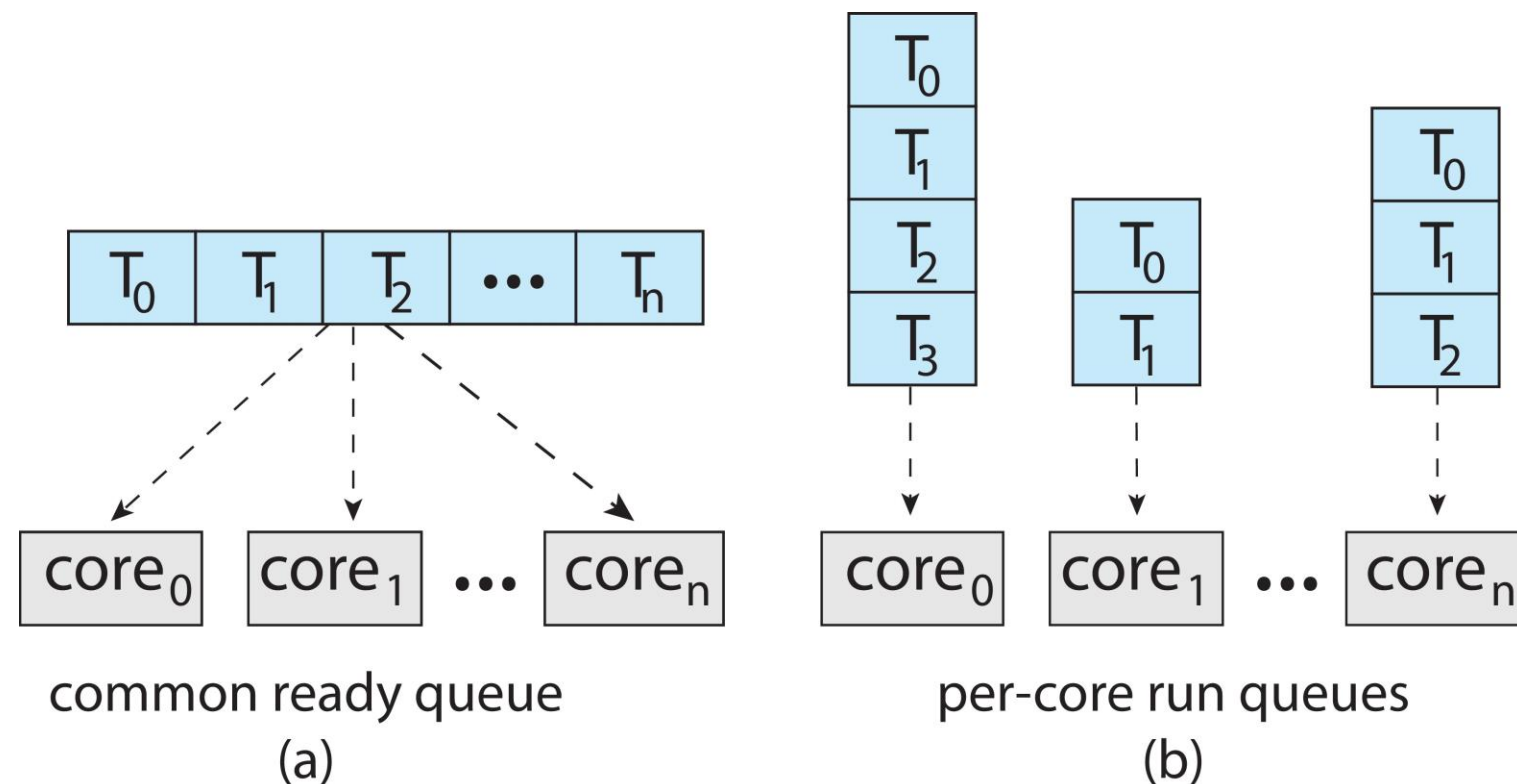 T0 T1 T2 ... Tn
core0 core1 ... coren
common ready queue
(a)
T0
T1
T2
T3
T0
T1
T0
T1
T2
core0 core1 ... coren
per-core run queues
(b)